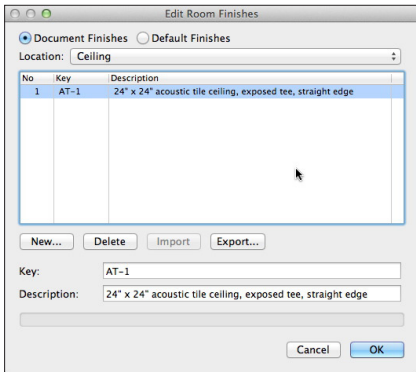 Edit Room Finishes
Document Finishes Default Finishes
Location: Ceiling
No Key Description
1 AT-1 24" x 24" acoustic tile ceiling, exposed tee, straight edge
New... Delete Import Export...
Key: AT-1
Description: 24" x 24" acoustic tile ceiling, exposed tee, straight edge
Cancel OK